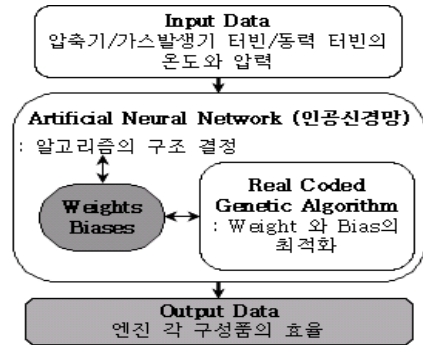 Input Data
압축기/가스발생기 터빈/동력 터빈의
온도와 압력
Artificial Neural Network (인공신경망)
: 알고리즘의 구조 결정
Weights
Biases
Real Coded
Genetic Algorithm
: Weight 와 Bias의
최적화
Output Data
엔진 각 구성품의 효율